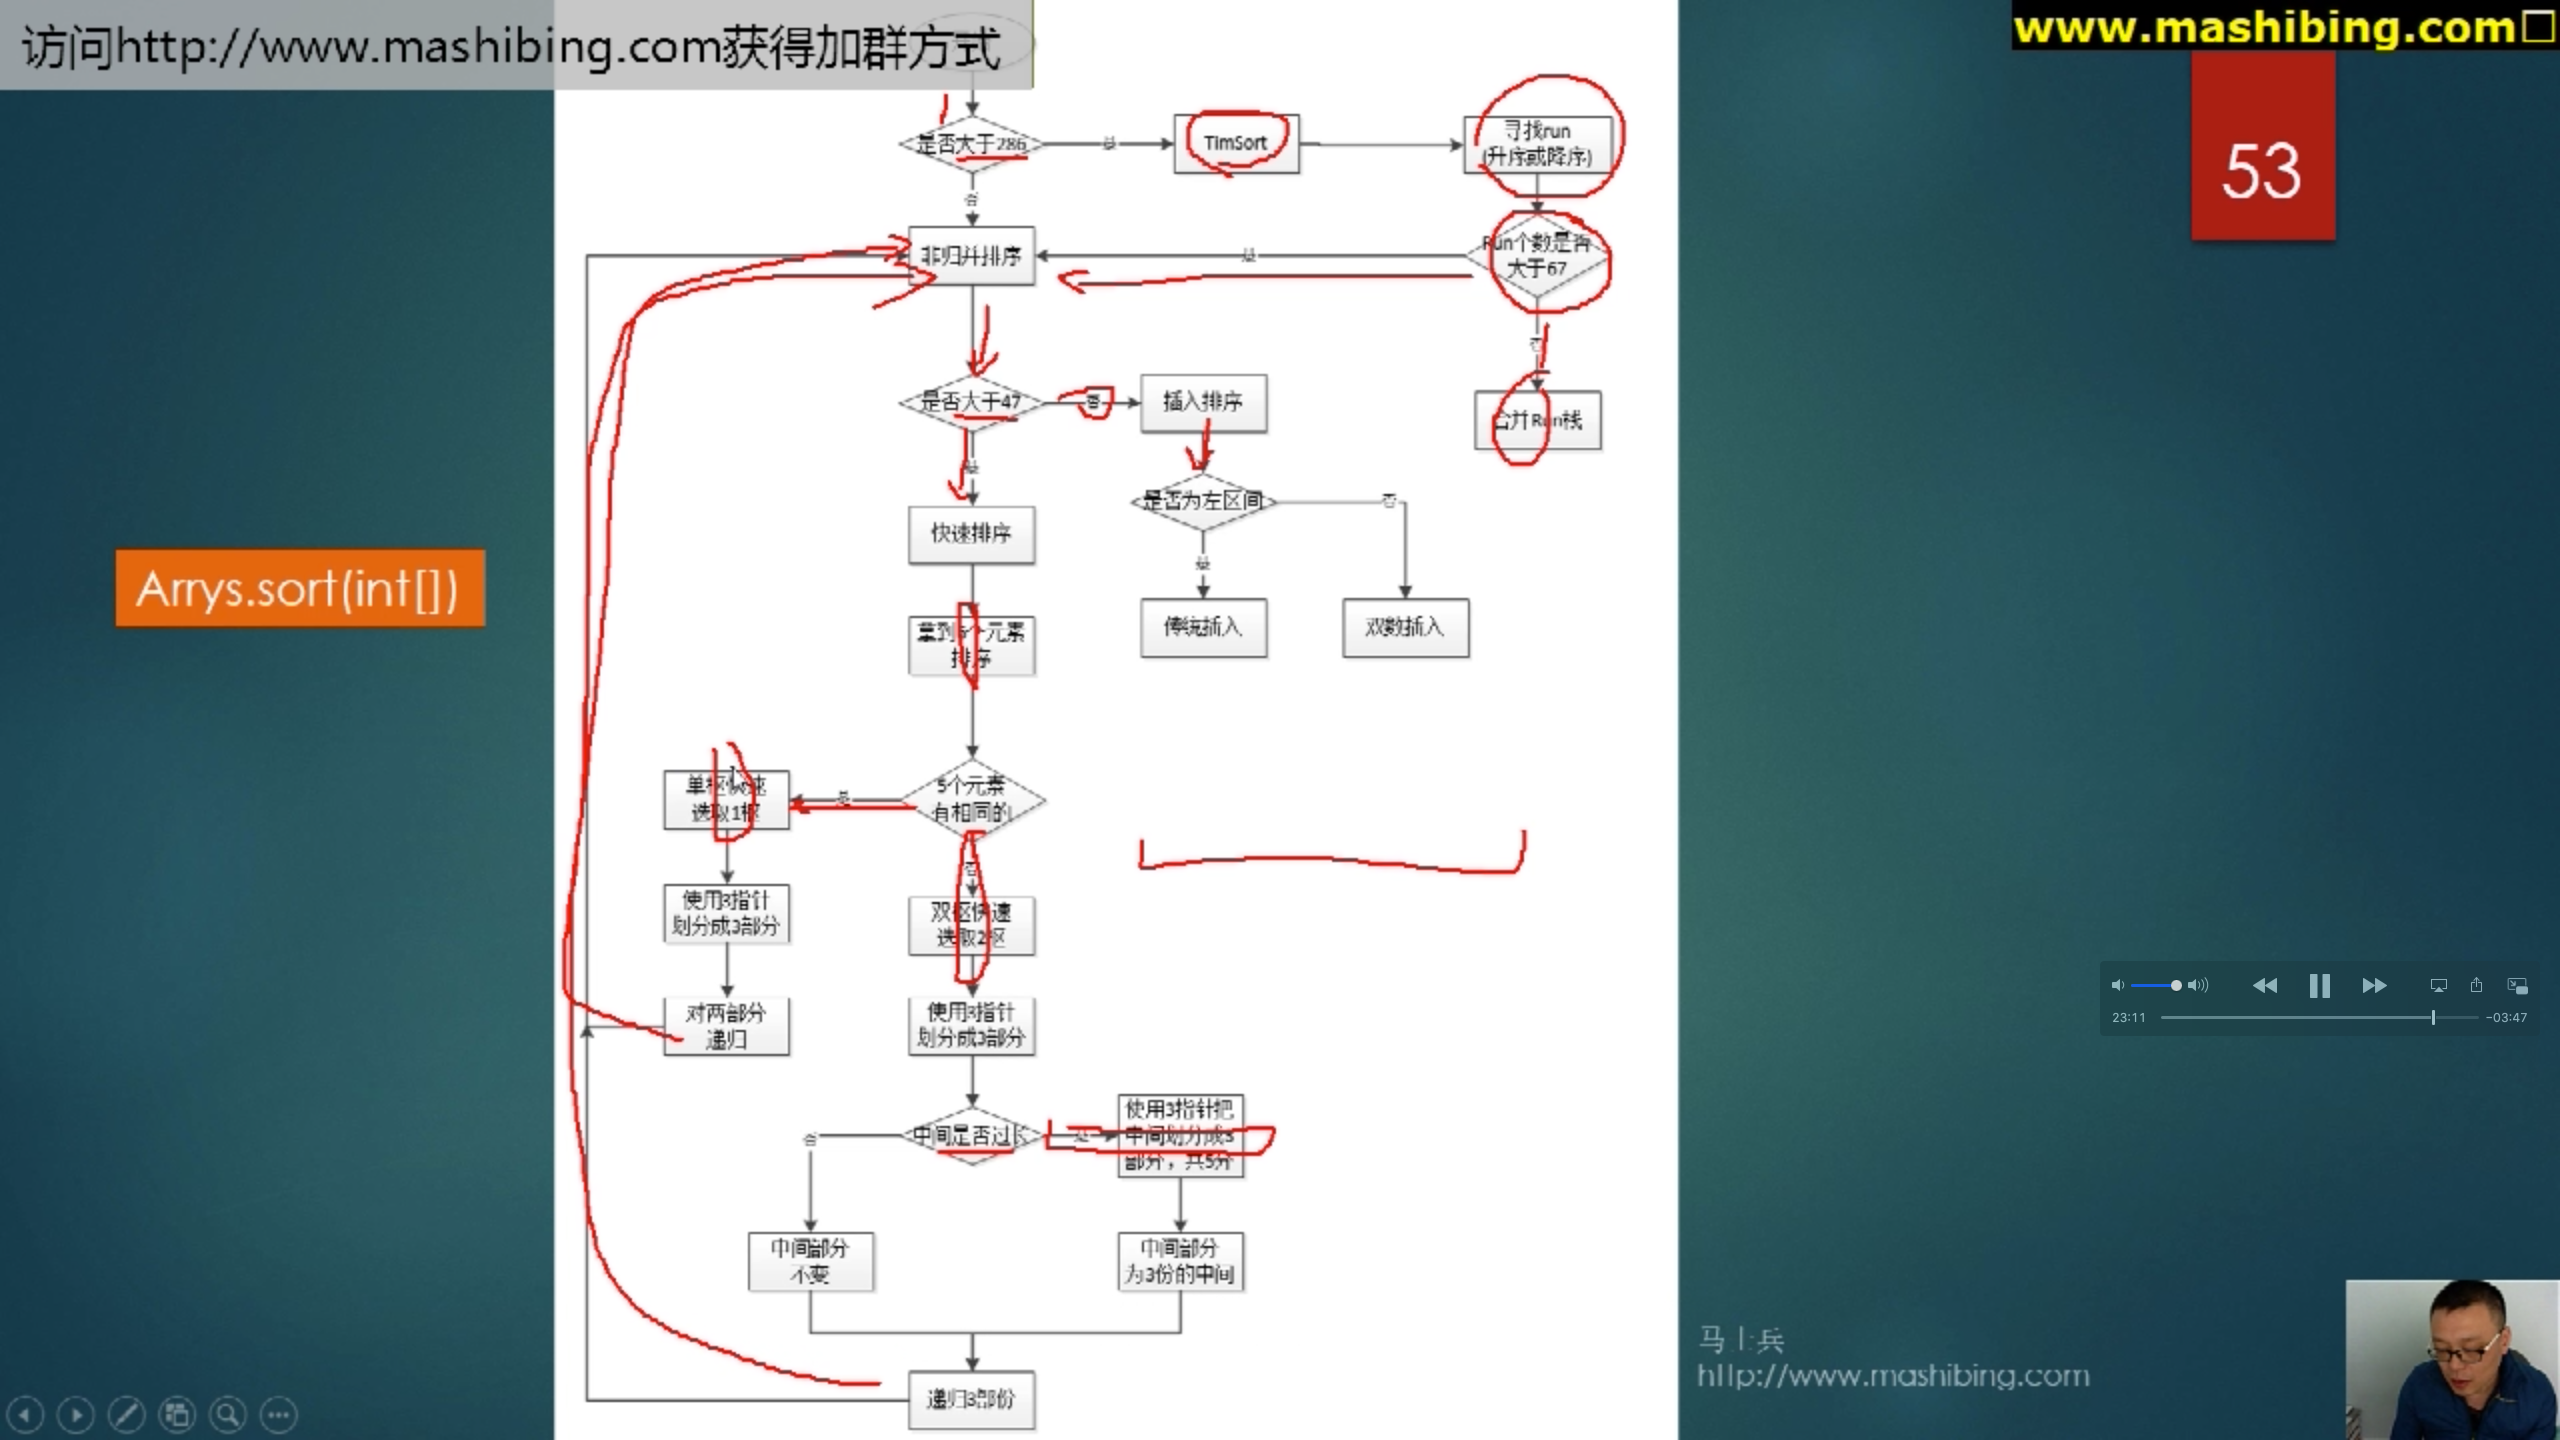 访问http://www.mashibing.com获得加群方式
www.mashibing.com
53
是否大于286
是
TimSort
寻找run
(升序或降序)
否
非归并排序
是
Run个数是否
大于67
否
是否大于47
否
插入排序
合并Run栈
是
是否为左区间
否
快速排序
是
Arrys.sort(int[])
拿到5个元素
排序
传统插入
双数插入
单枢快速
选取1枢
是
5个元素
有相同的
否
使用3指针
划分成3部分
双枢快速
选取2枢
对两部分
递归
使用3指针
划分成3部分
23:11
-03:47
否
中间是否过长
是
使用3指针把
中间划分成3
部分，共5分
中间部分
不变
中间部分
为3份的中间
递归3部份
马士兵
http://www.mashibing.com